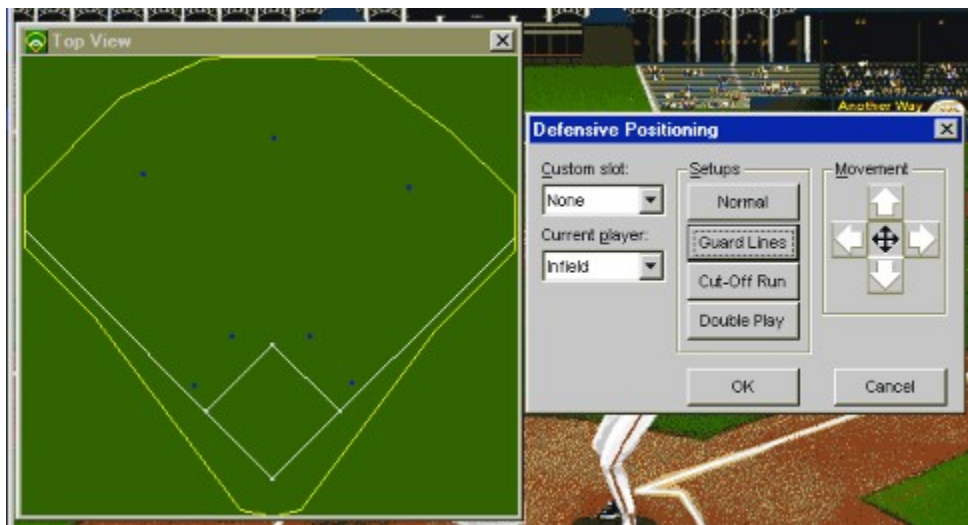 Top View
Another Way
Defensive Positioning
Custom slot:
None
Current player:
Infield
Setups
Normal
Guard Lines
Cut-Off Run
Double Play
Movement
OK
Cancel